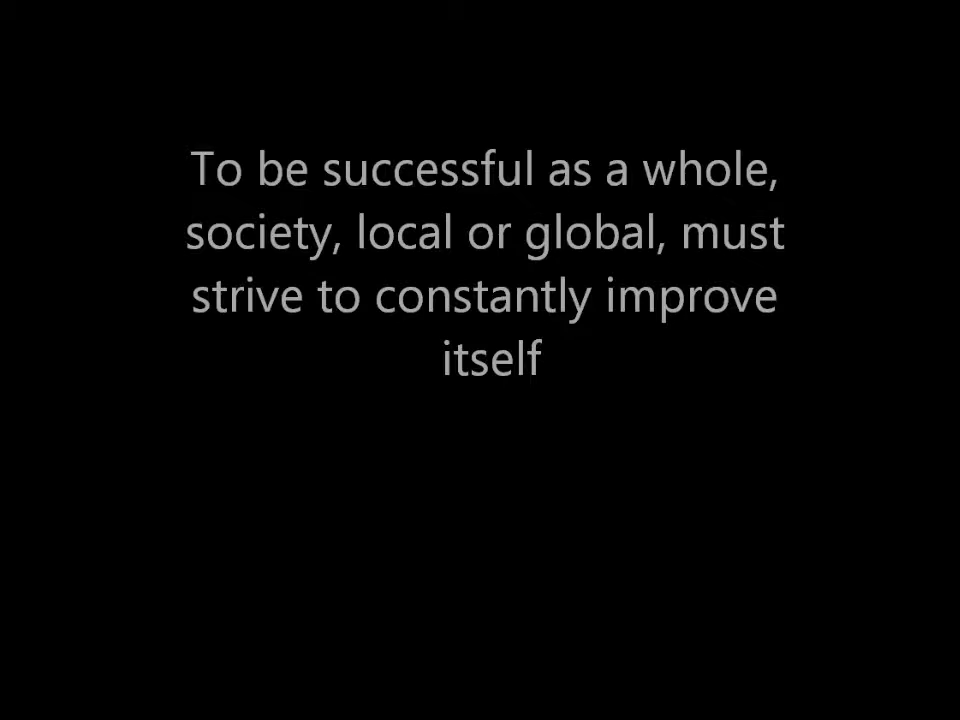 To be successful as a whole,
society, local or global, must
strive to constantly improve
itself